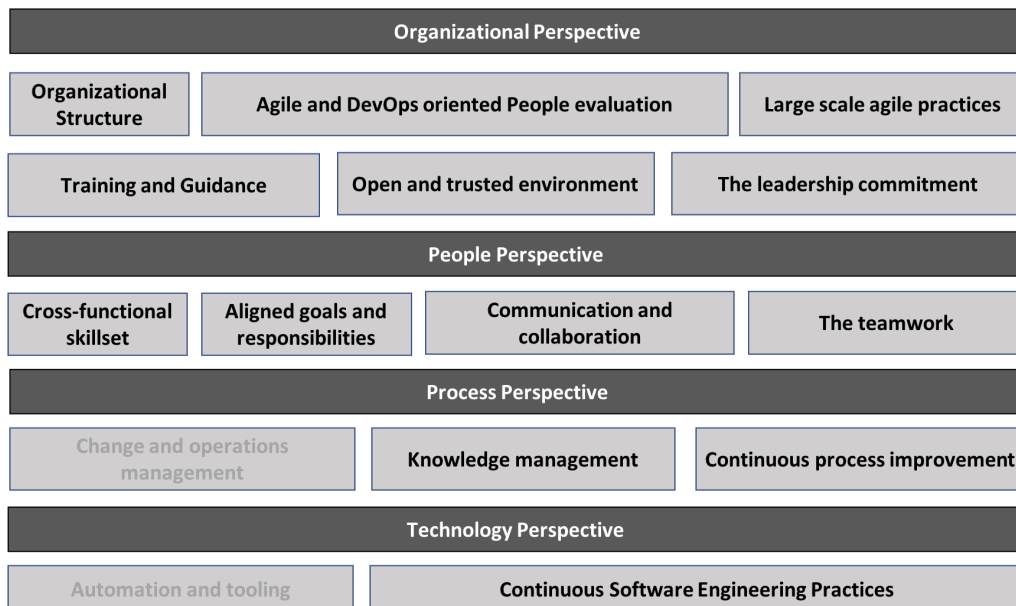 Organizational Perspective
Organizational
Structure
Agile and DevOps oriented People evaluation
Large scale agile practices
Training and Guidance
Open and trusted environment
The leadership commitment
People Perspective
Cross-functional
skillset
Aligned goals and
responsibilities
Communication and
collaboration
The teamwork
Process Perspective
Change and operations
management
Knowledge management
Continuous process improvement
Technology Perspective
Automation and tooling
Continuous Software Engineering Practices